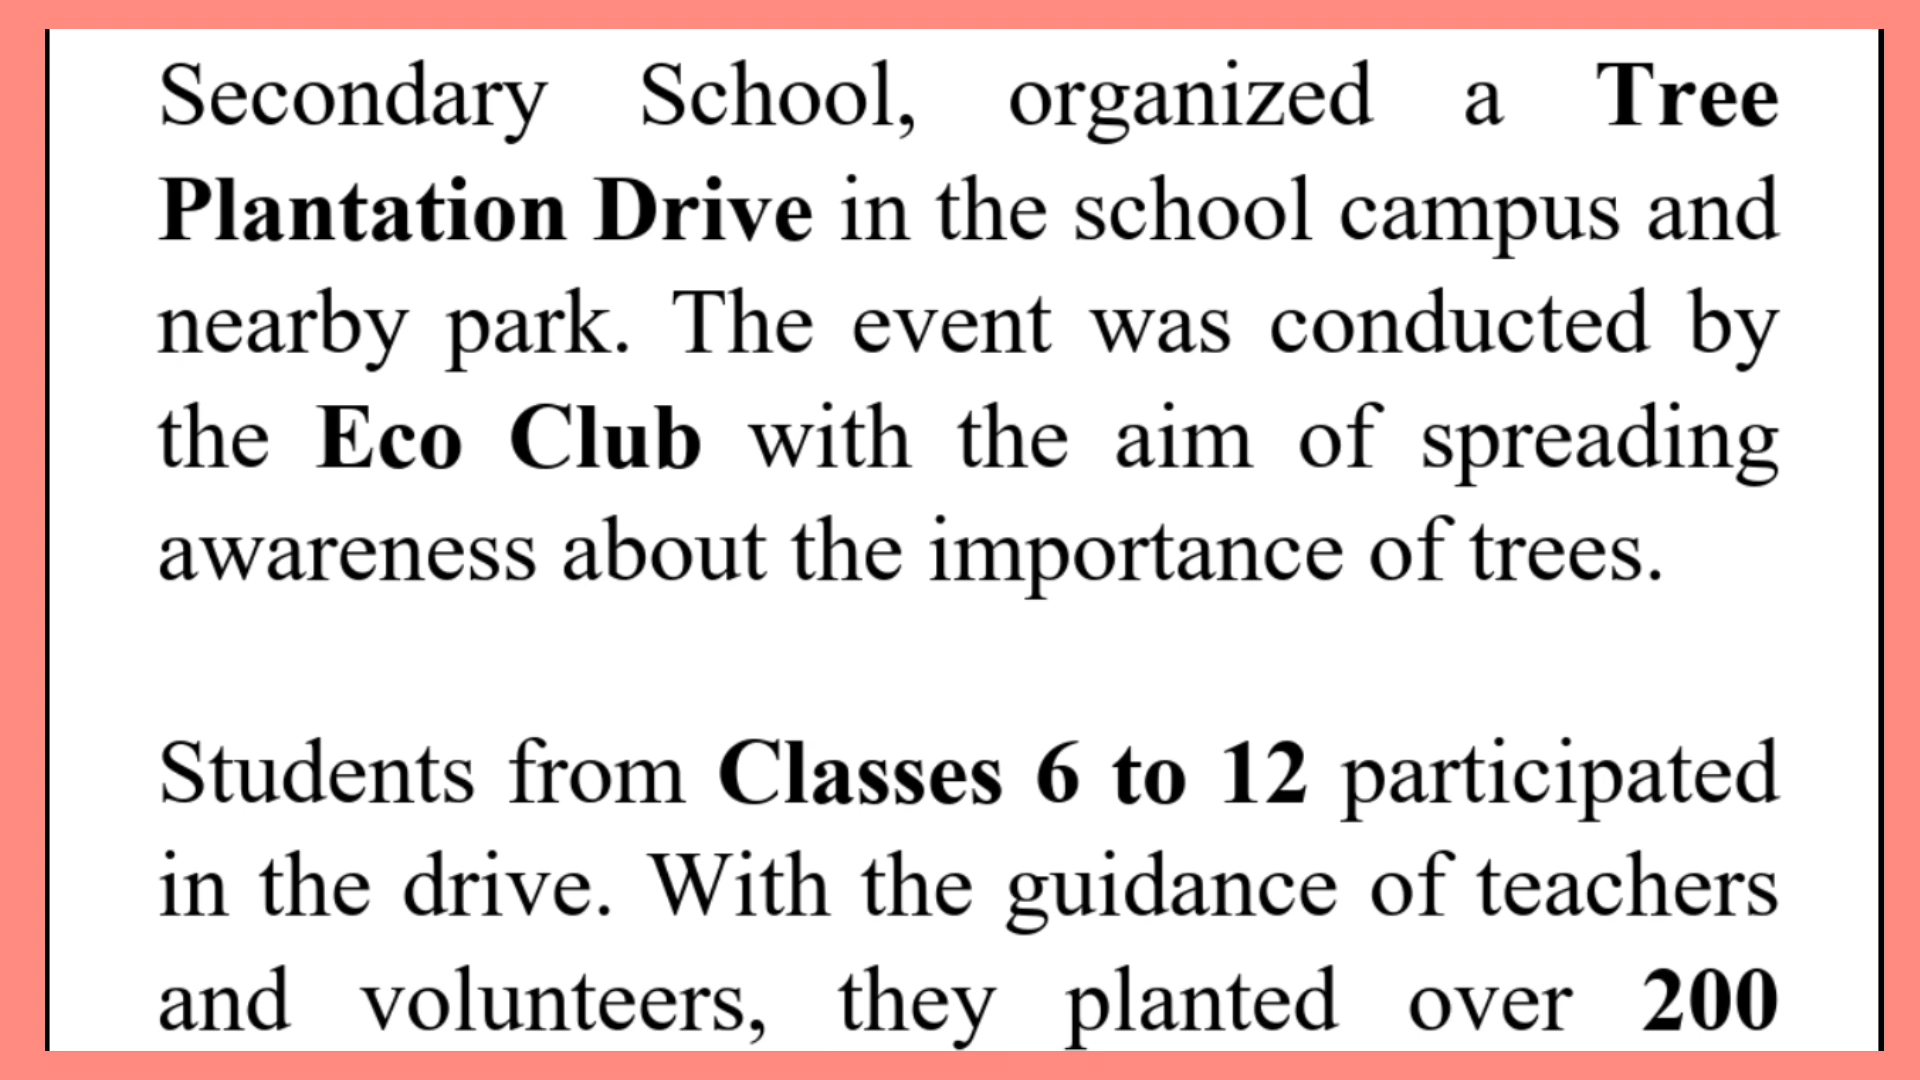 Secondary School, organized a Tree
Plantation Drive in the school campus and
nearby park. The event was conducted by
the Eco Club with the aim of spreading
awareness about the importance of trees.
Students from Classes 6 to 12 participated
in the drive. With the guidance of teachers
and volunteers, they planted over 200